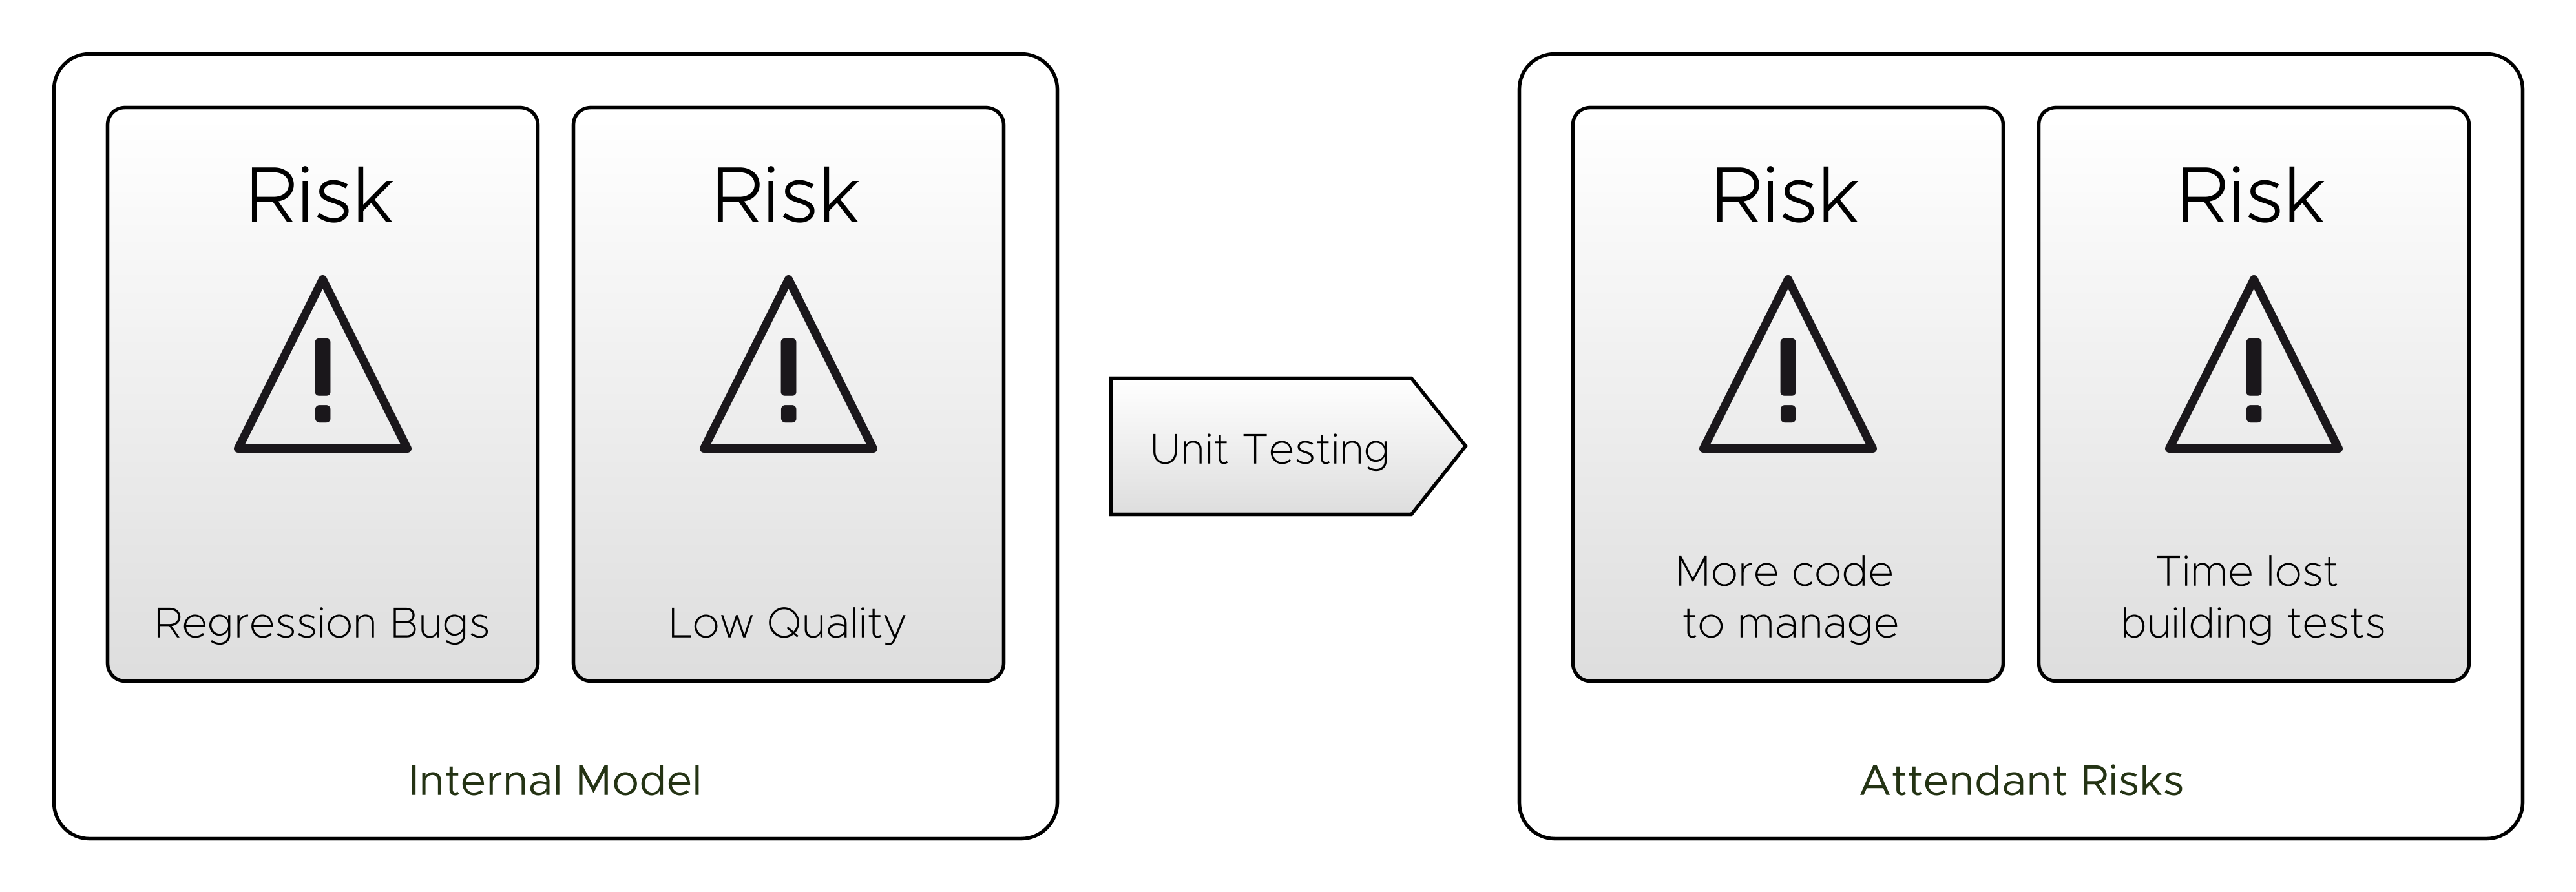 Risk
Regression Bugs
Risk
Low Quality
Internal Model
Unit Testing
Risk
More code
to manage
Risk
Time lost
building tests
Attendant Risks